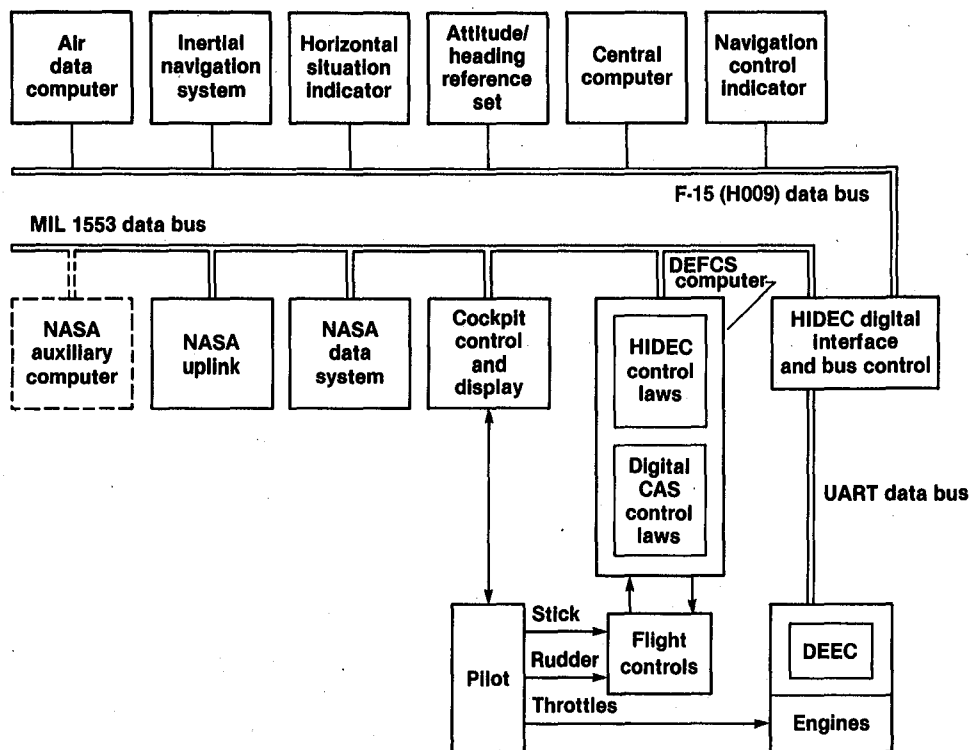 Air
data
computer
Inertial
navigation
system
Horizontal
situation
indicator
Attitude/
heading
reference
set
Central
computer
Navigation
control
indicator
F-15 (H009) data bus
MIL 1553 data bus
NASA
auxiliary
computer
NASA
uplink
NASA
data
system
Cockpit
control
and
display
DEFCS
computer
HIDEC
control
laws
Digital
CAS
control
laws
HIDEC digital
interface
and bus control
UART data bus
Pilot
Stick
Rudder
Throttles
Flight
controls
DEEC
Engines